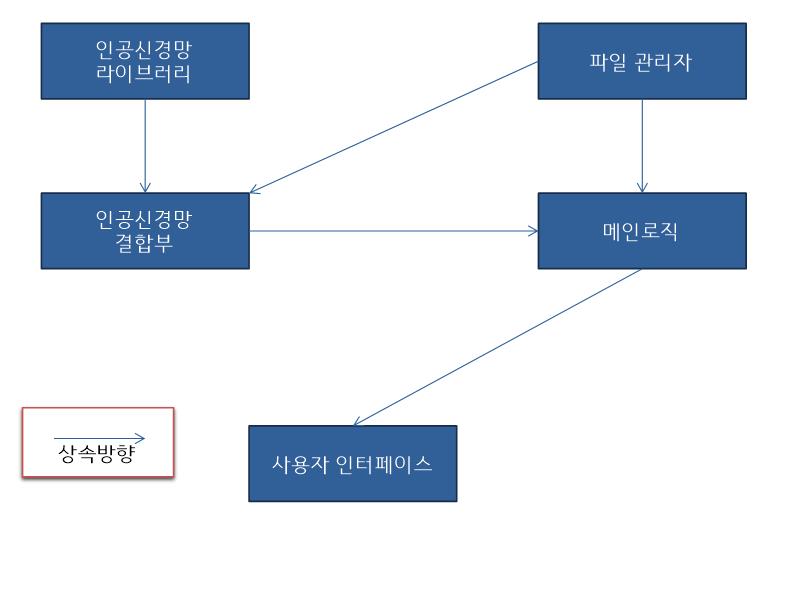 인공신경망
라이브러리
파일 관리자
인공신경망
결합부
메인로직
상속방향
사용자 인터페이스